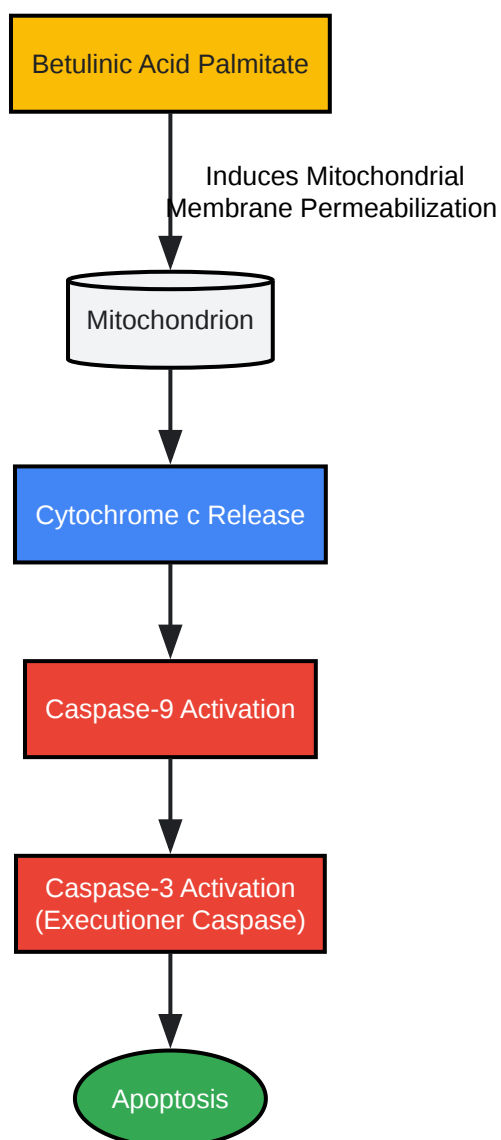 Betulinic Acid Palmitate
Induces Mitochondrial
Membrane Permeabilization
Mitochondrion
Cytochrome c Release
Caspase-9 Activation
Caspase-3 Activation
(Executioner Caspase)
Apoptosis